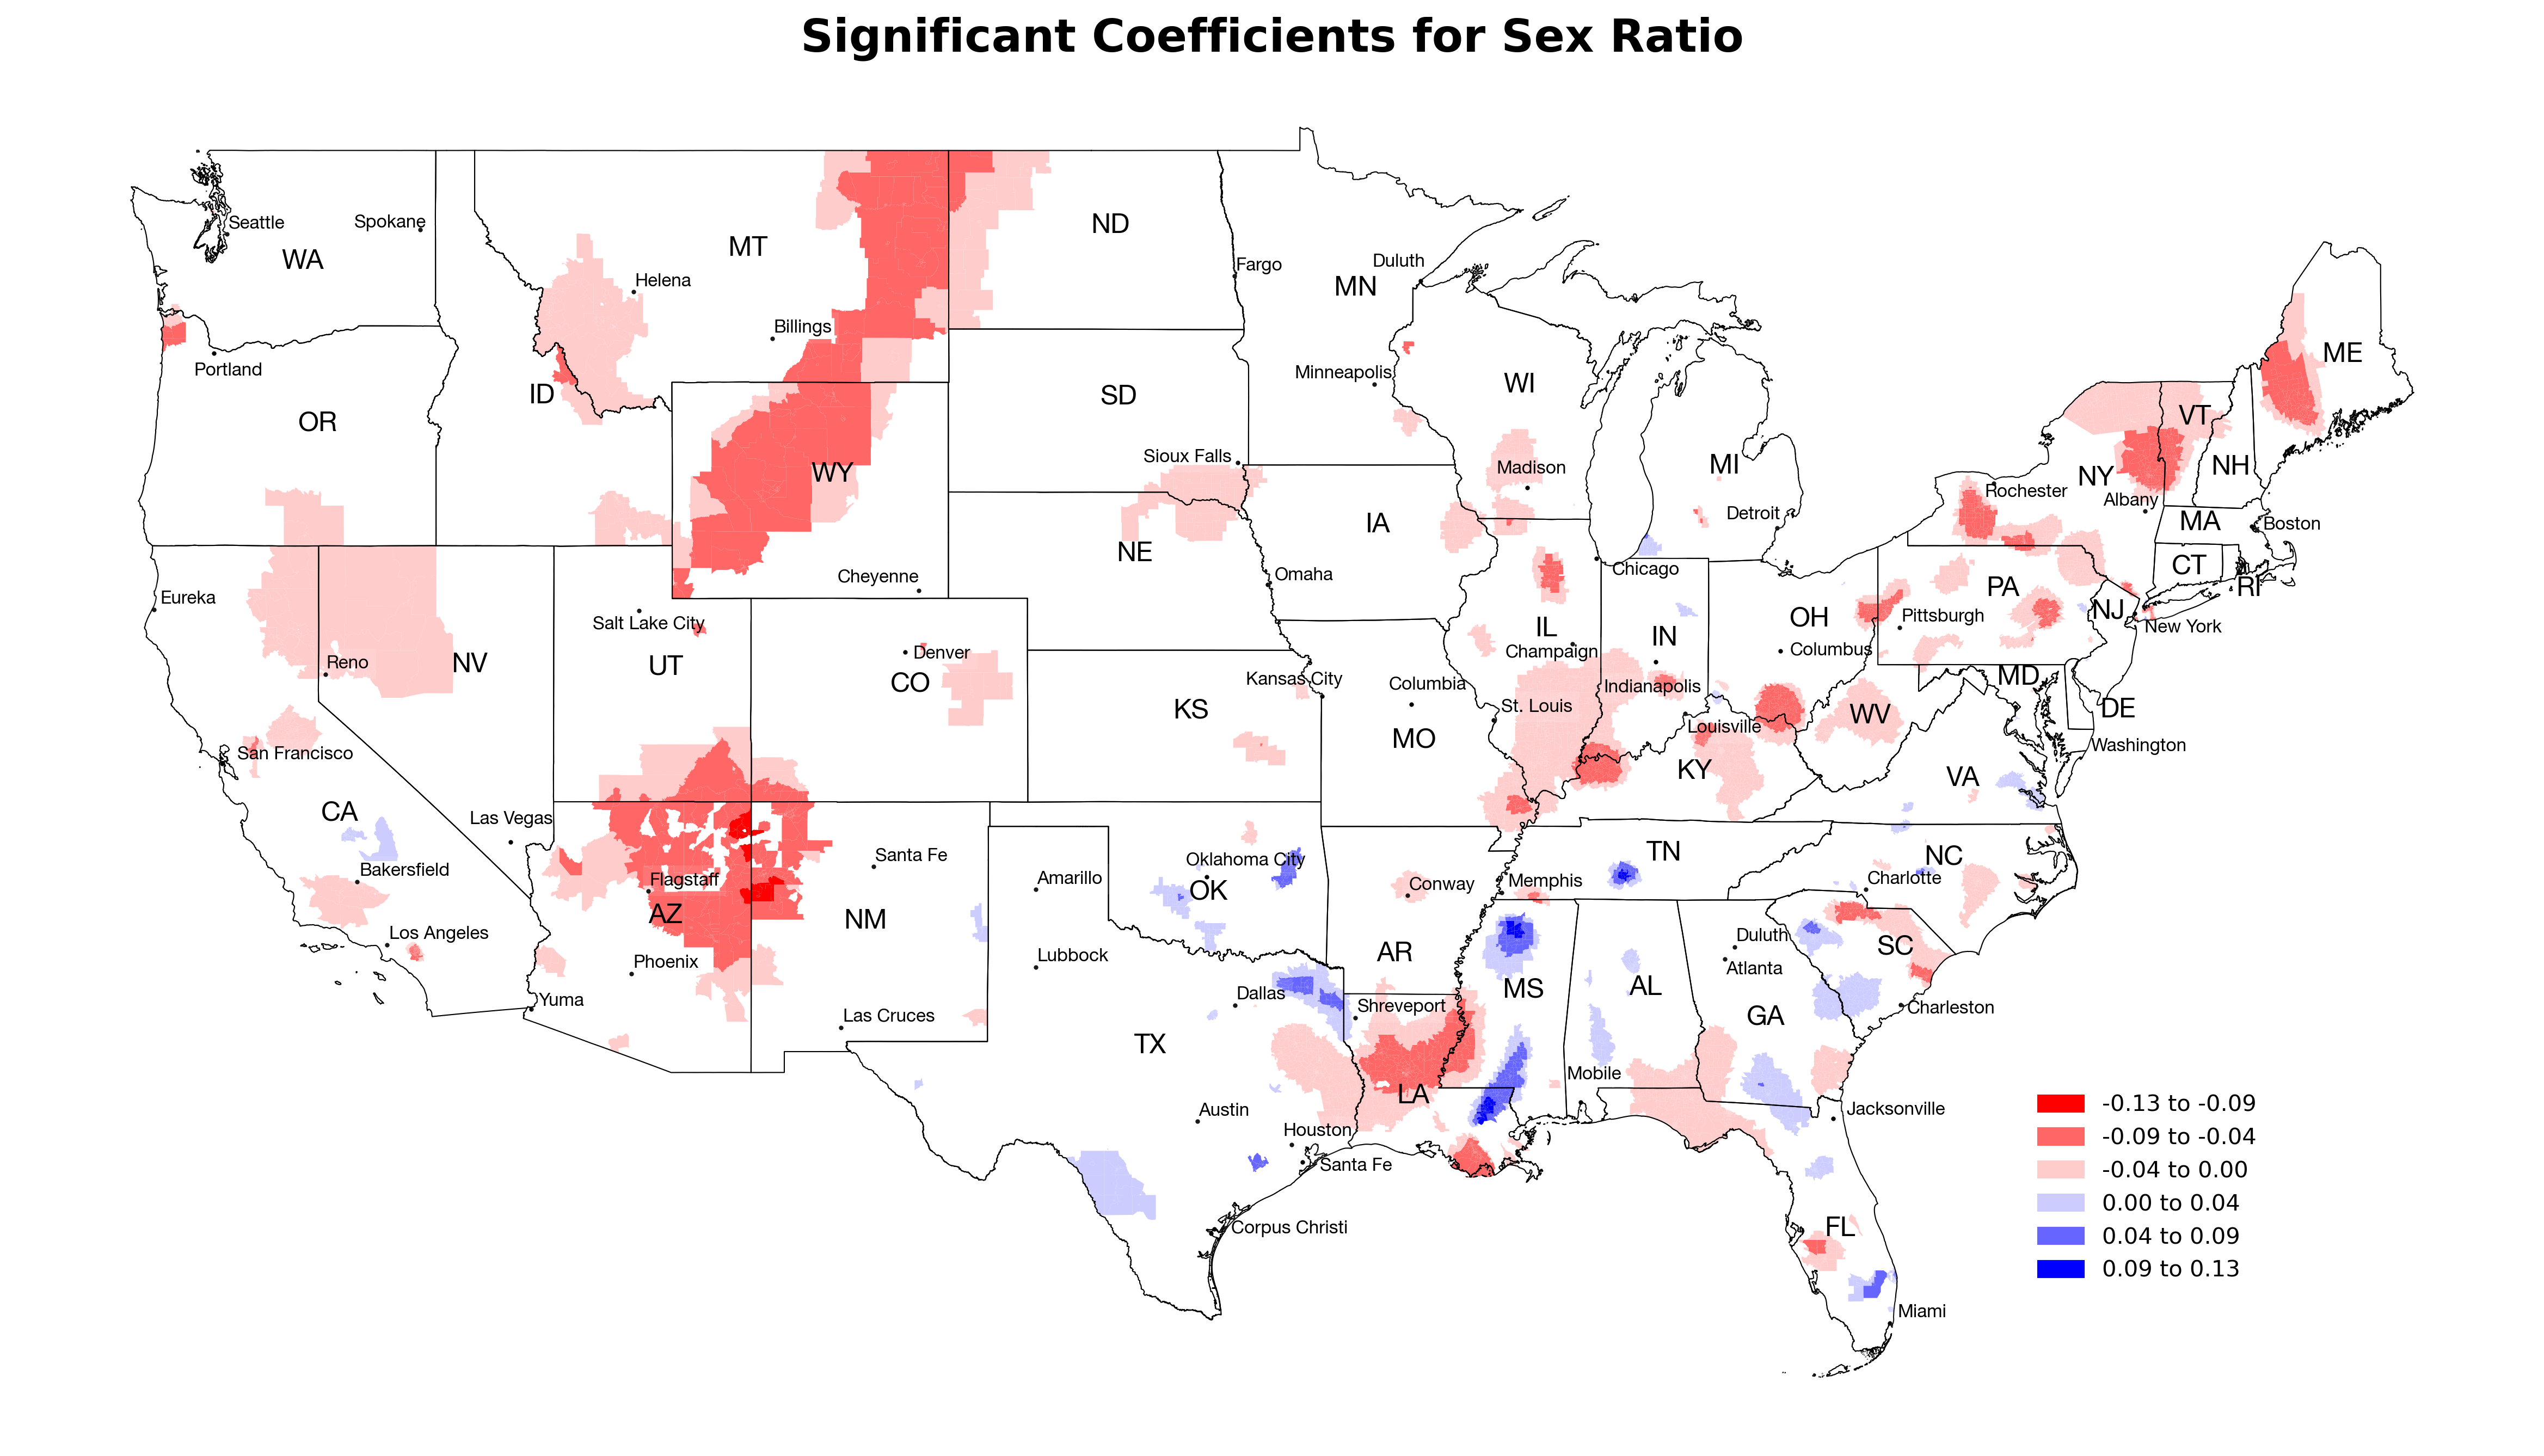 Significant Coefficients for Sex Ratio
Seattle
Spokane
WA
MT
ND
Helena
Fargo
Duluth
MN
Billings
Portland
Minneapolis
WI
ME
ID
SD
OR
VT
WY
Sioux Falls
Madison
MI
NH
NY
Rochester
Albany
Detroit
IA
MA
Boston
NE
CT
Cheyenne
Omaha
Chicago
RI
PA
Eureka
NJ
Salt Lake City
IL
IN
OH
Pittsburgh
New York
Denver
Champaign
Columbus
Reno
NV
UT
CO
Kansas City
Columbia
Indianapolis
MD
KS
St. Louis
WV
DE
Louisville
San Francisco
MO
Washington
KY
VA
CA
Las Vegas
Santa Fe
Oklahoma City
TN
NC
Bakersfield
Flagstaff
Amarillo
OK
Conway
Memphis
Charlotte
AZ
NM
Los Angeles
Duluth
SC
Lubbock
AR
Phoenix
Atlanta
Yuma
Dallas
MS
AL
Las Cruces
Shreveport
GA
Charleston
TX
Mobile
LA
Austin
Jacksonville
Houston
Santa Fe
Corpus Christi
FL
Miami
-0.13 to -0.09
-0.09 to -0.04
-0.04 to 0.00
0.00 to 0.04
0.04 to 0.09
0.09 to 0.13